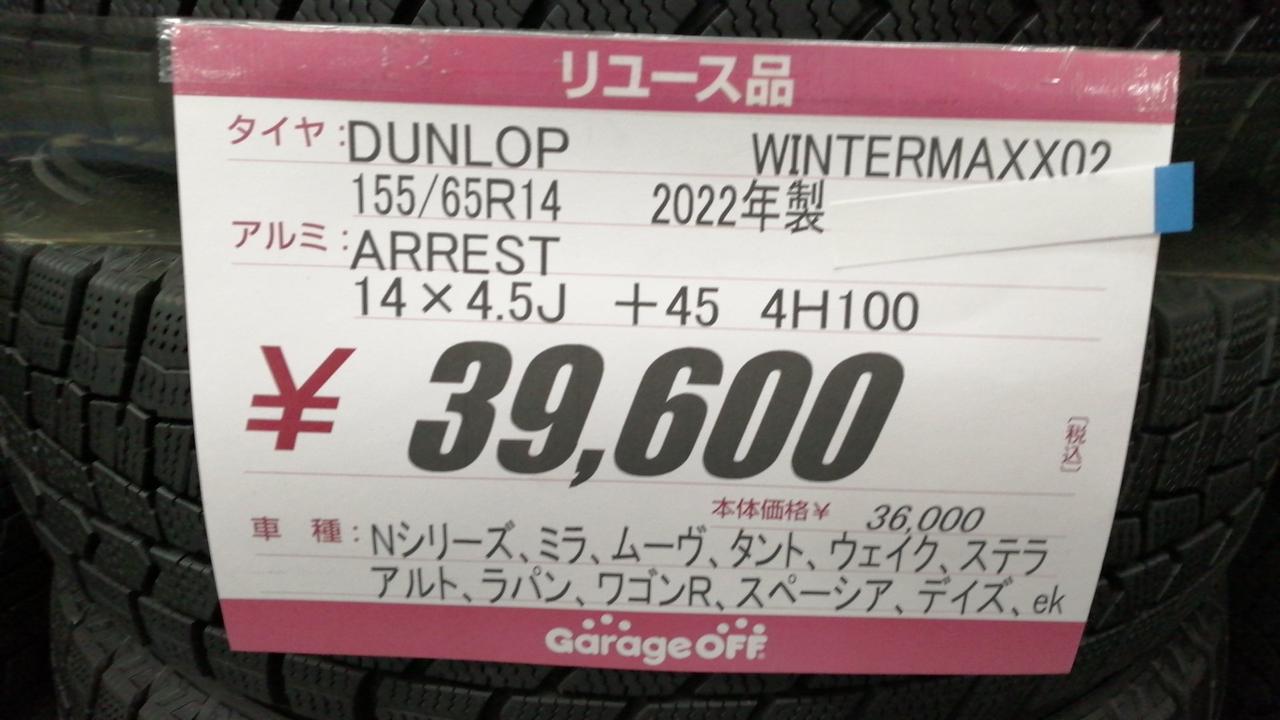 リユース品
タイヤ:DUNLOP WINTERMAXX02
155/65R14 2022年製
アルミ:ARREST
14×4.5J +45 4H100
¥39,600 [税込]
本体価格¥ 36,000
車種:Nシリーズ、ミラ、ムーヴ、タント、ウェイク、ステラ
アルト、ラパン、ワゴンR、スペーシア、デイズ、ek
GarageOFF